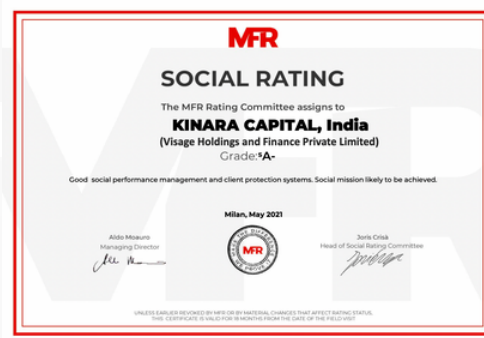 MFR
SOCIAL RATING
The MFR Rating Committee assigns to
KINARA CAPITAL, India
(Visage Holdings and Finance Private Limited)
Grade:ˢA-
Good social performance management and client protection systems. Social mission likely to be achieved.
Milan, May 2021
Aldo Moauro
Managing Director
MFR
Joris Crisà
Head of Social Rating Committee
UNLESS EARLIER REVOKED BY MFR OR BY MATERIAL CHANGES THAT AFFECT RATING STATUS,
THIS CERTIFICATE IS VALID FOR 18 MONTHS FROM THE DATE OF THE FIELD VISIT